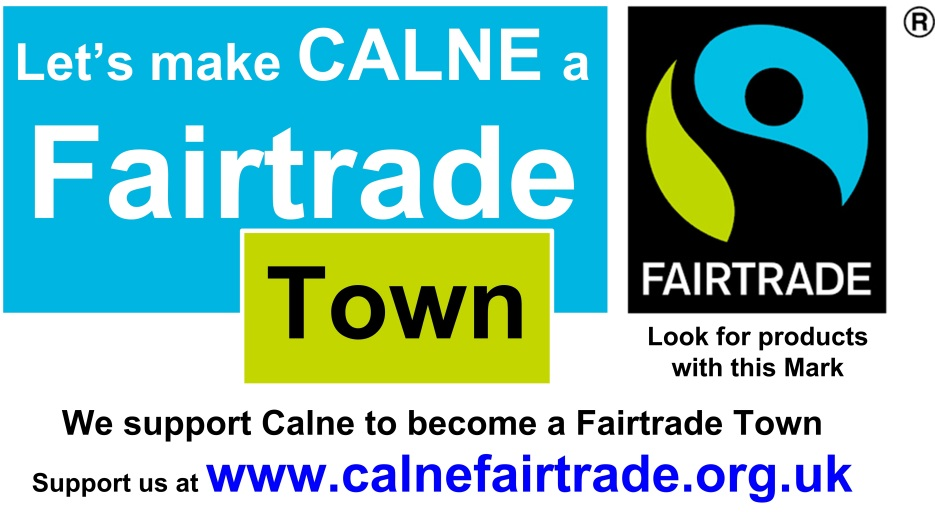 Let's make CALNE a
Fairtrade
Town
®
FAIRTRADE
Look for products
with this Mark
We support Calne to become a Fairtrade Town
Support us at www.calnefairtrade.org.uk